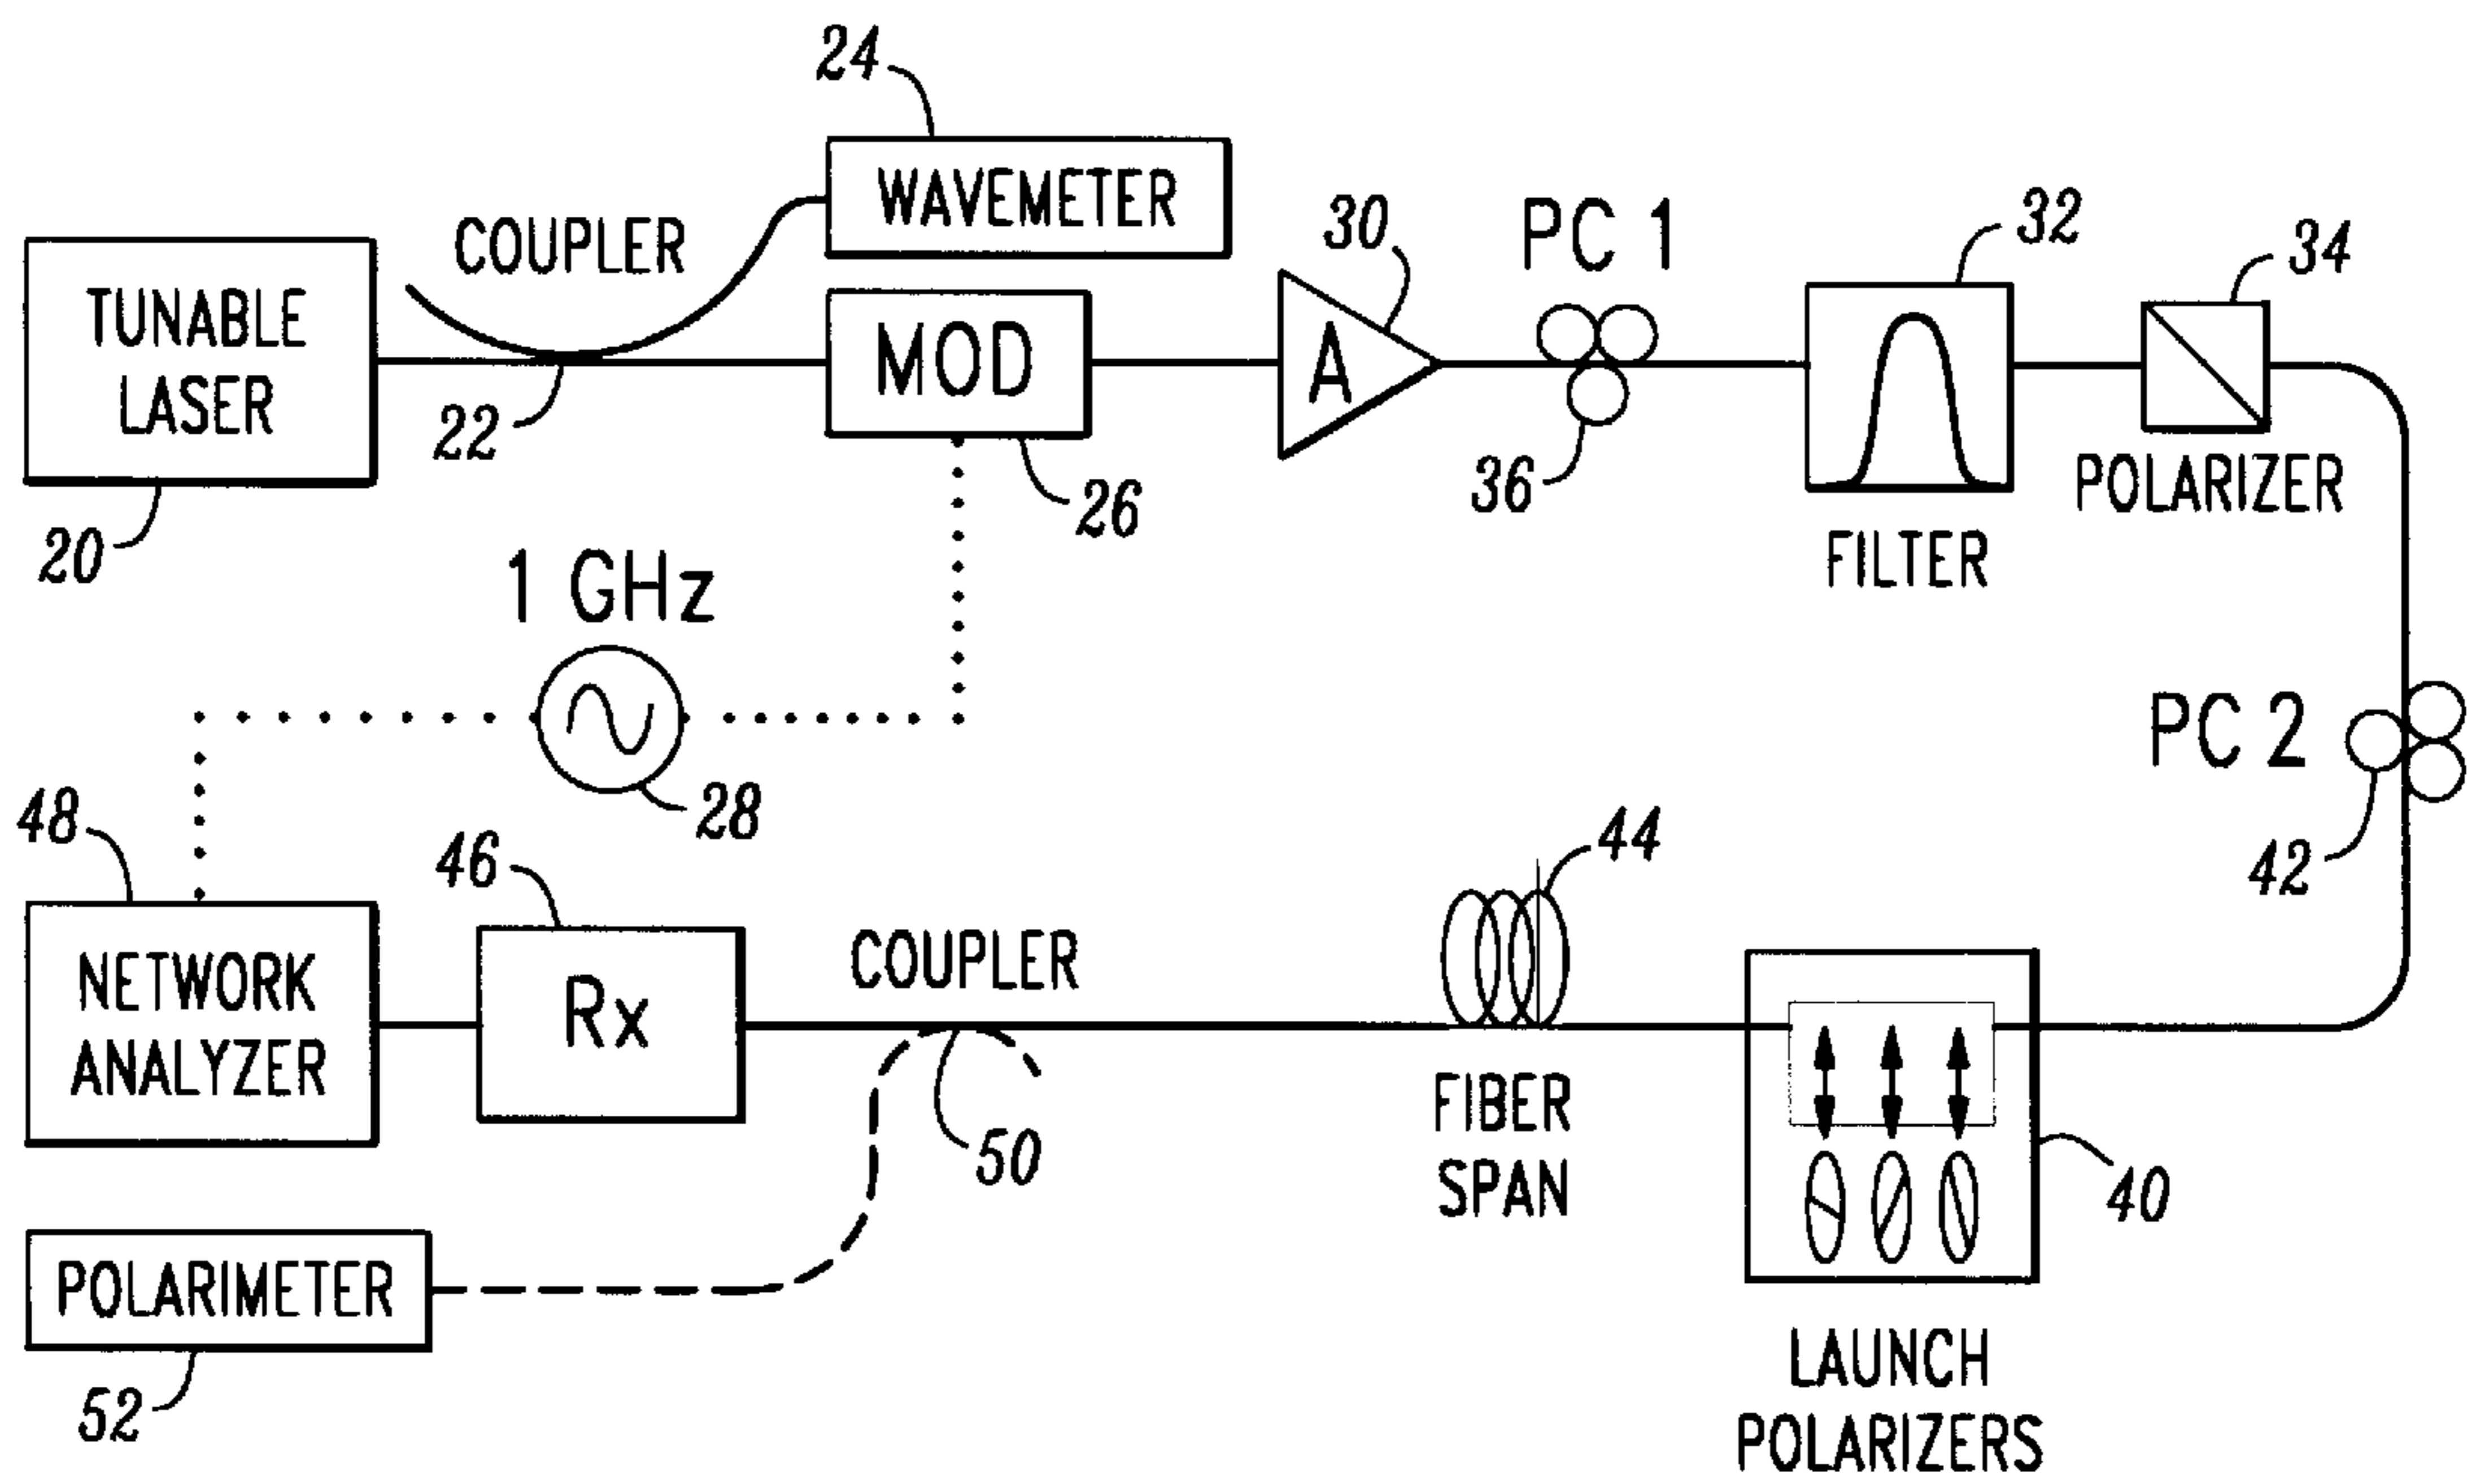 24
WAVEMETER
COUPLER
TUNABLE
LASER
20
22
MOD
26
30
A
PC 1
36
32
FILTER
34
POLARIZER
1 GHz
28
PC 2
42
48
NETWORK
ANALYZER
46
Rx
COUPLER
50
44
FIBER
SPAN
40
LAUNCH
POLARIZERS
POLARIMETER
52